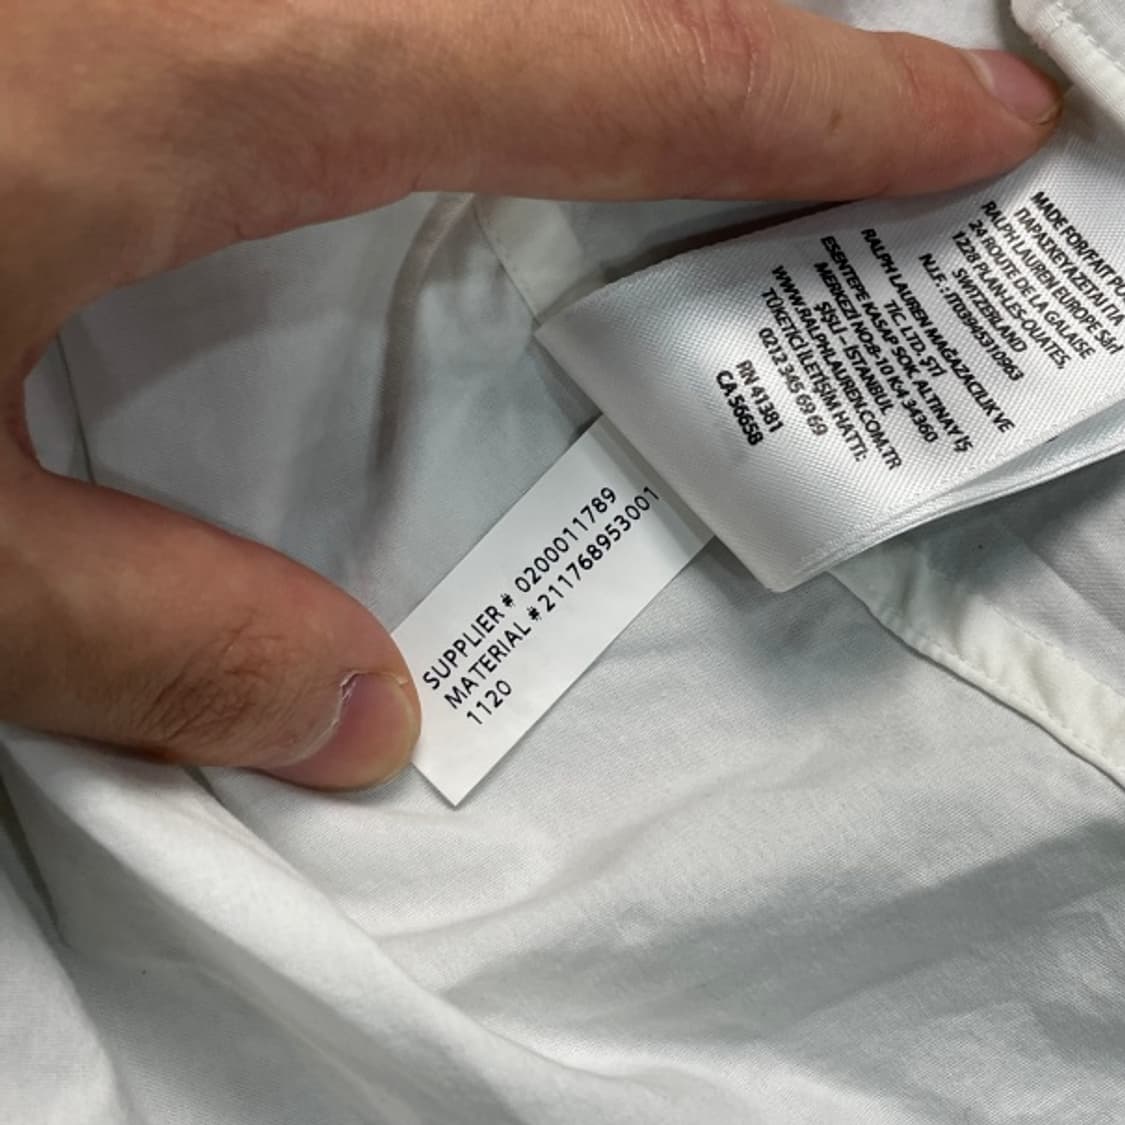 MADE FOR/FAIT PO
ΠΑΡΑΣΚΕΥΑΖΕΤΑΙ ΓΙΑ
RALPH LAUREN EUROPE Sàrl
24 ROUTE DE LA GALAISE
1228 PLAN-LES-OUATES,
SWITZERLAND
N.I.F. : IT03945310963
RALPH LAUREN MAĞAZACILIK VE
TİC. LTD. ŞTİ
ESENTEPE KASAP SOK. ALTINAY İŞ
MERKEZİ NO:8-10 K:4 34360
ŞİŞLİ – İSTANBUL
WWW.RALPHLAUREN.COM.TR
TÜKETİCİ İLETİŞİM HATTI:
0212 345 69 69
RN 41381
CA 56658
SUPPLIER # 0200011789
MATERIAL # 211768953001
1120